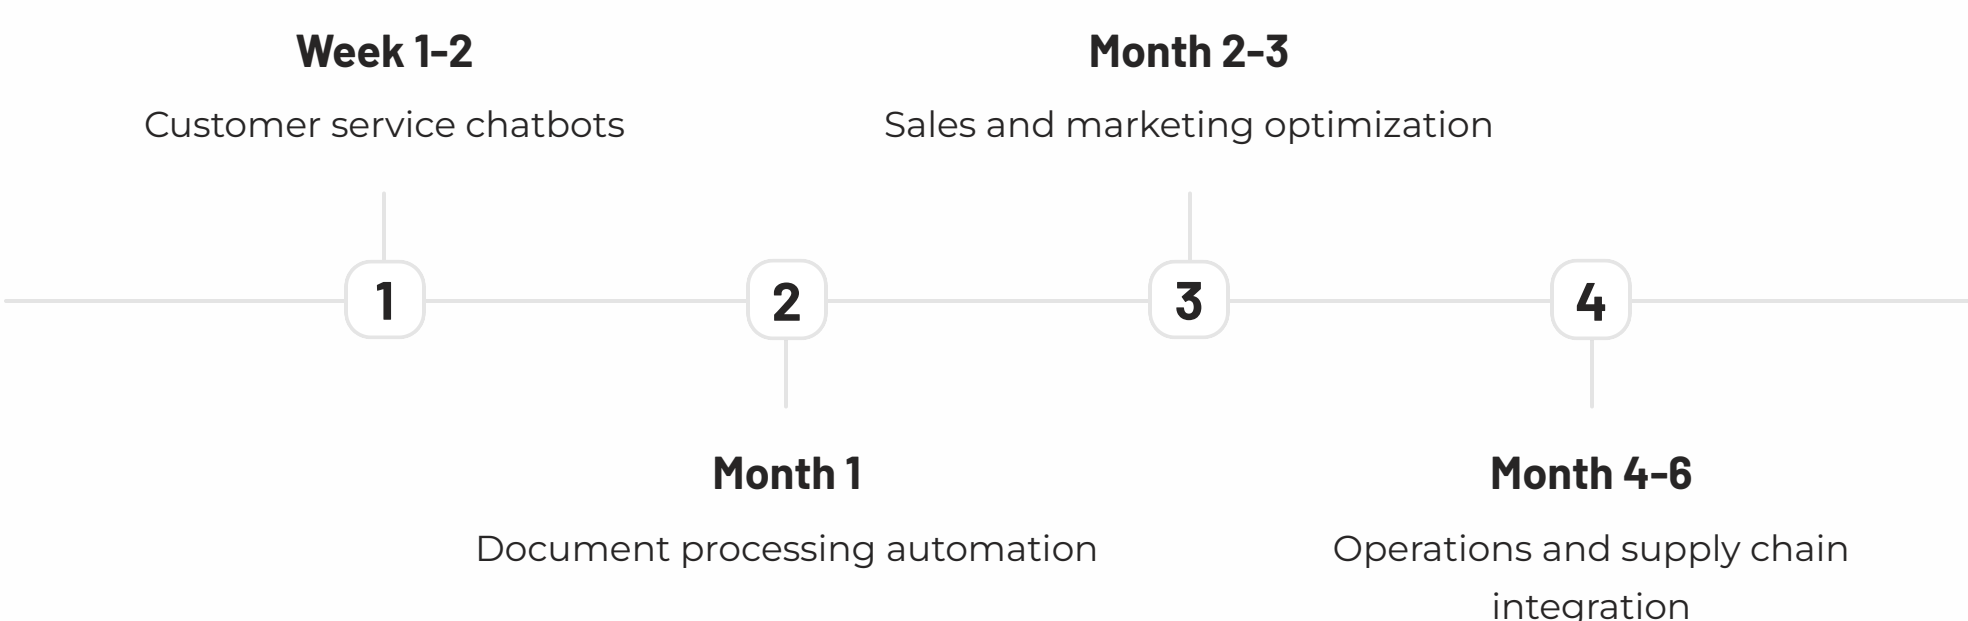 Week 1-2
Customer service chatbots
1
2
Month 1
Document processing automation
Month 2-3
Sales and marketing optimization
3
4
Month 4-6
Operations and supply chain
integration